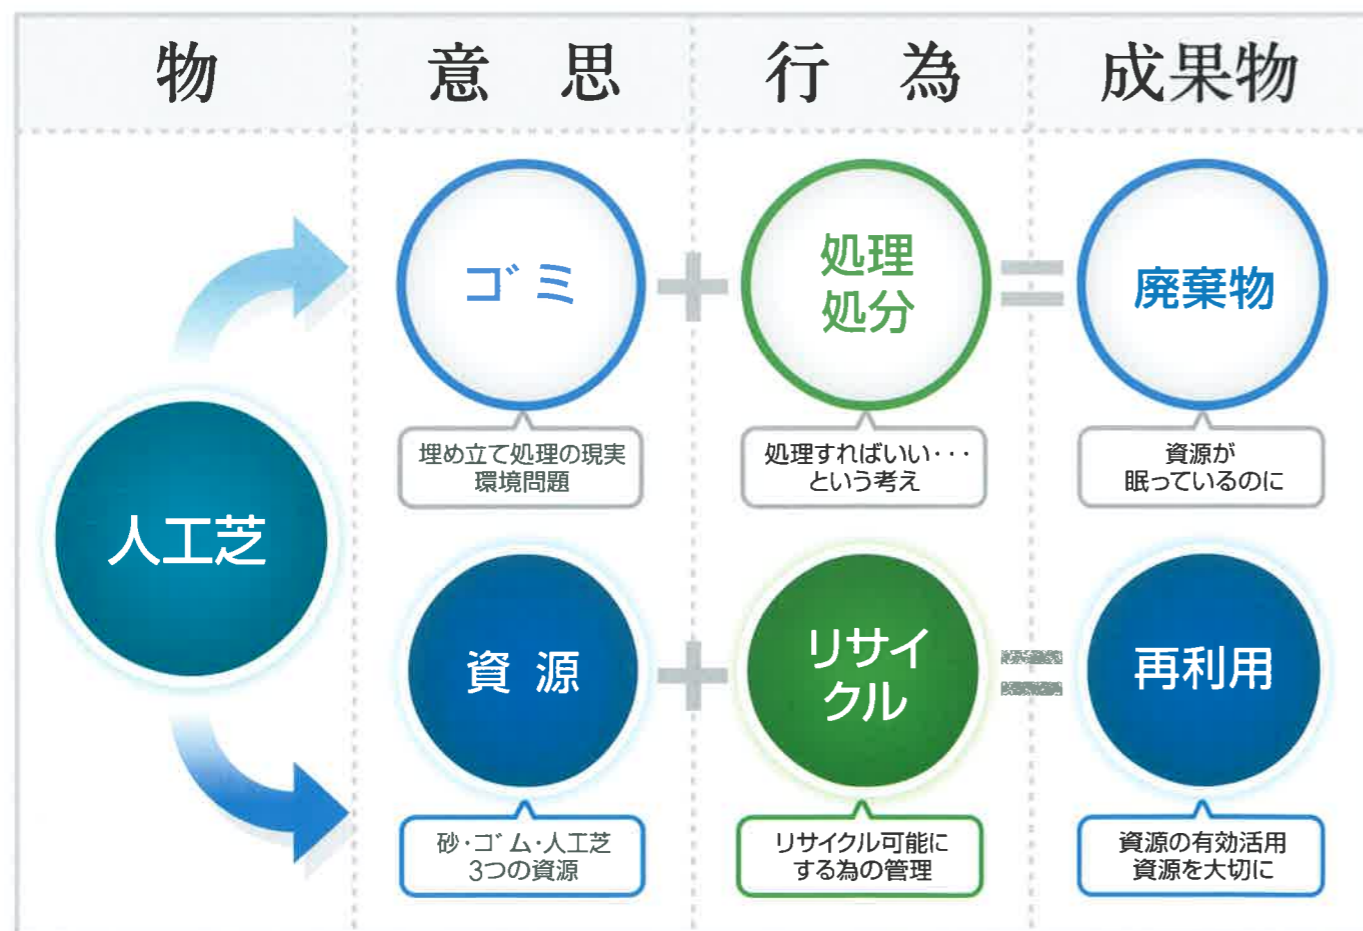 物
意 思
行 為
成果物
人工芝
ゴミ
処理
処分
廃棄物
埋め立て処理の現実
環境問題
処理すればいい・・・
という考え
資源が
眠っているのに
資 源
リサイ
クル
再利用
砂・ゴム・人工芝
3つの資源
リサイクル可能に
する為の管理
資源の有効活用
資源を大切に